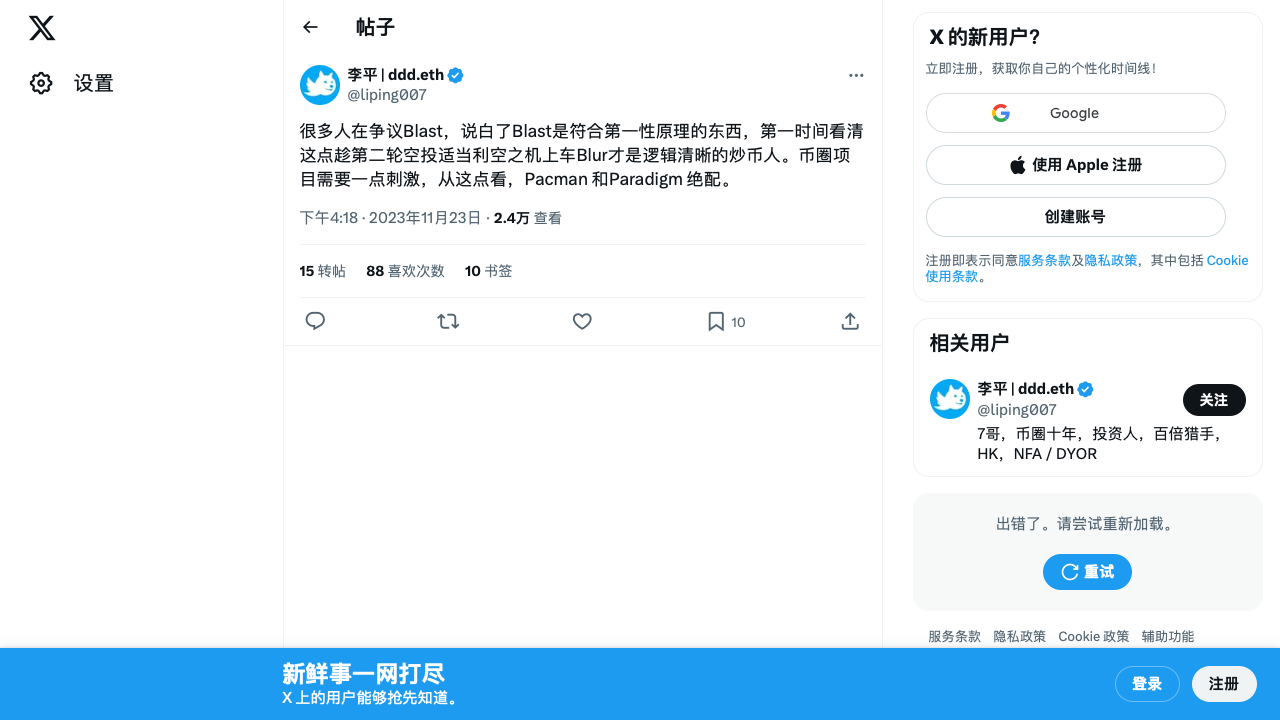 设置
帖子
李平 | ddd.eth
@liping007
很多人在争议Blast，说白了Blast是符合第一性原理的东西，第一时间看清
这点趁第二轮空投适当利空之机上车Blur才是逻辑清晰的炒币人。币圈项
目需要一点刺激，从这点看，Pacman 和Paradigm 绝配。
下午4:18 · 2023年11月23日 · 2.4万 查看
15 转帖 88 喜欢次数 10 书签
10
X 的新用户？
立即注册，获取你自己的个性化时间线！
Google
使用 Apple 注册
创建账号
注册即表示同意服务条款及隐私政策，其中包括 Cookie
使用条款。
相关用户
李平 | ddd.eth
@liping007
关注
7哥，币圈十年，投资人，百倍猎手，
HK，NFA / DYOR
出错了。请尝试重新加载。
重试
服务条款 隐私政策 Cookie 政策 辅助功能
新鲜事一网打尽
X 上的用户能够抢先知道。
登录
注册